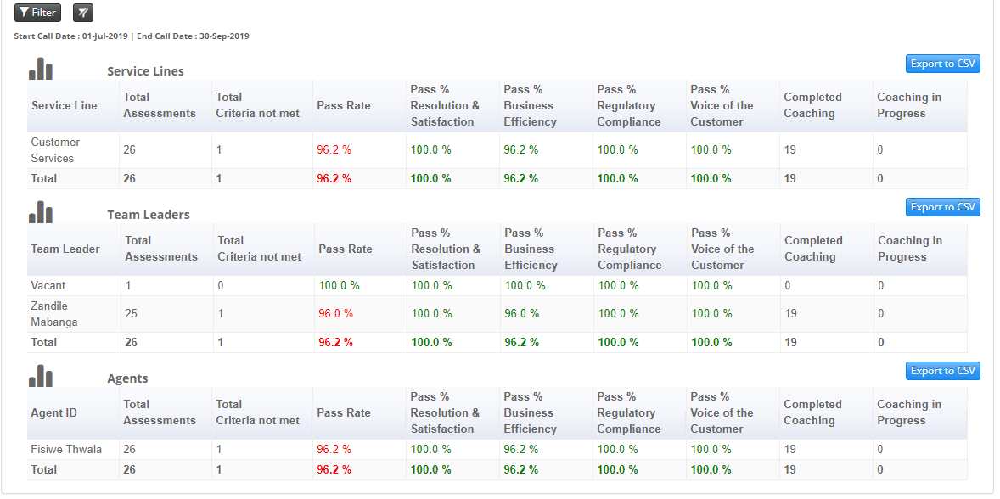 Filter
Start Call Date : 01-Jul-2019 | End Call Date : 30-Sep-2019
Service Lines
Export to CSV
Service Line | Total Assessments | Total Criteria not met | Pass Rate | Pass % Resolution & Satisfaction | Pass % Business Efficiency | Pass % Regulatory Compliance | Pass % Voice of the Customer | Completed Coaching | Coaching in Progress
Customer Services | 26 | 1 | 96.2 % | 100.0 % | 96.2 % | 100.0 % | 100.0 % | 19 | 0
Total | 26 | 1 | 96.2 % | 100.0 % | 96.2 % | 100.0 % | 100.0 % | 19 | 0
Team Leaders
Export to CSV
Team Leader | Total Assessments | Total Criteria not met | Pass Rate | Pass % Resolution & Satisfaction | Pass % Business Efficiency | Pass % Regulatory Compliance | Pass % Voice of the Customer | Completed Coaching | Coaching in Progress
Vacant | 1 | 0 | 100.0 % | 100.0 % | 100.0 % | 100.0 % | 100.0 % | 0 | 0
Zandile Mabanga | 25 | 1 | 96.0 % | 100.0 % | 96.0 % | 100.0 % | 100.0 % | 19 | 0
Total | 26 | 1 | 96.2 % | 100.0 % | 96.2 % | 100.0 % | 100.0 % | 19 | 0
Agents
Export to CSV
Agent ID | Total Assessments | Total Criteria not met | Pass Rate | Pass % Resolution & Satisfaction | Pass % Business Efficiency | Pass % Regulatory Compliance | Pass % Voice of the Customer | Completed Coaching | Coaching in Progress
Fisiwe Thwala | 26 | 1 | 96.2 % | 100.0 % | 96.2 % | 100.0 % | 100.0 % | 19 | 0
Total | 26 | 1 | 96.2 % | 100.0 % | 96.2 % | 100.0 % | 100.0 % | 19 | 0